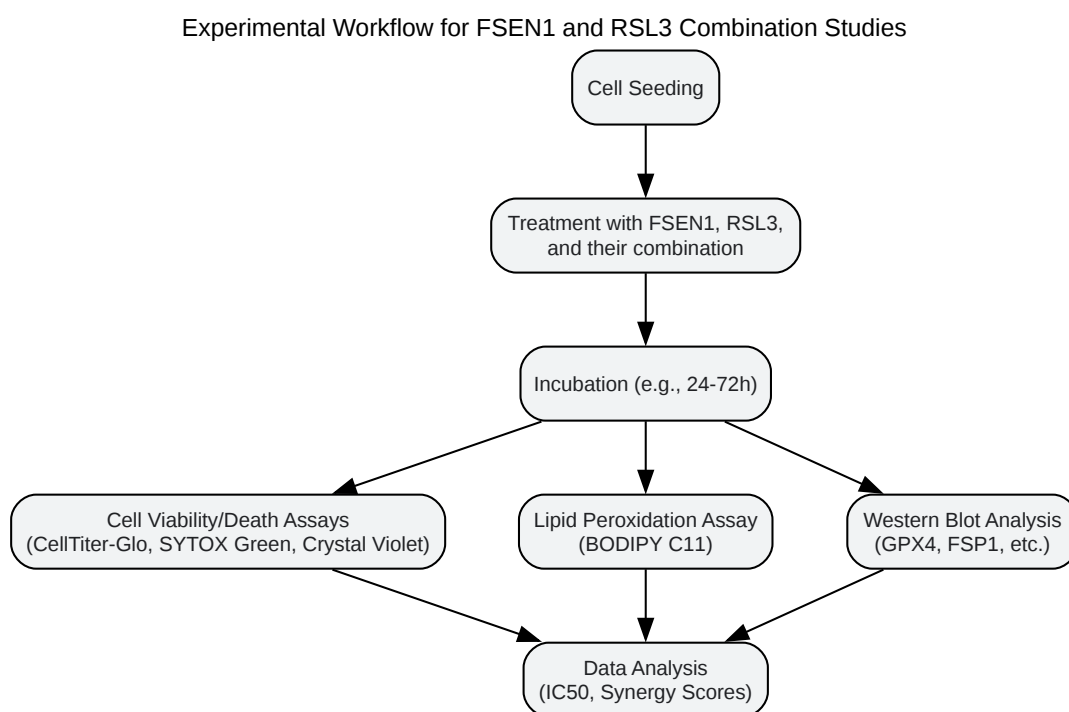 Experimental Workflow for FSEN1 and RSL3 Combination Studies
Cell Seeding
Treatment with FSEN1, RSL3,
and their combination
Incubation (e.g., 24-72h)
Cell Viability/Death Assays
(CellTiter-Glo, SYTOX Green, Crystal Violet)
Lipid Peroxidation Assay
(BODIPY C11)
Western Blot Analysis
(GPX4, FSP1, etc.)
Data Analysis
(IC50, Synergy Scores)